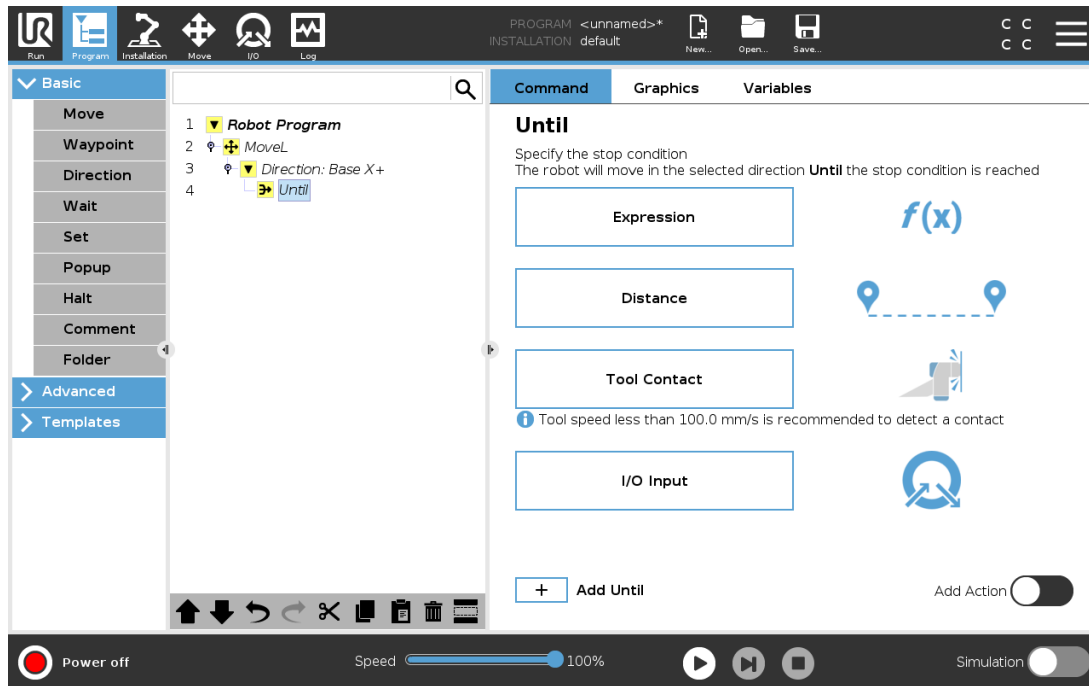 PROGRAM <unnamed>*
INSTALLATION default
Run Program Installation Move I/O Log New... Open... Save...
C C
C C
Basic
Move
Waypoint
Direction
Wait
Set
Popup
Halt
Comment
Folder
Advanced
Templates
1 Robot Program
2 MoveL
3 Direction: Base X+
4 Until
Command Graphics Variables
Until
Specify the stop condition
The robot will move in the selected direction Until the stop condition is reached
Expression f(x)
Distance
Tool Contact
Tool speed less than 100.0 mm/s is recommended to detect a contact
I/O Input
+ Add Until Add Action
Power off Speed 100% Simulation